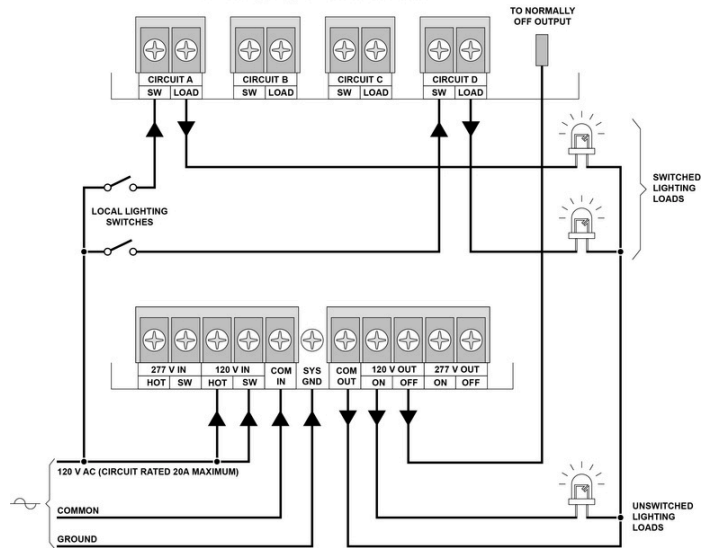 TO NORMALLY
OFF OUTPUT
CIRCUIT A
CIRCUIT B
CIRCUIT C
CIRCUIT D
SW LOAD
SW LOAD
SW LOAD
SW LOAD
SWITCHED
LIGHTING
LOADS
LOCAL LIGHTING
SWITCHES
277 V IN
120 V IN
COM
IN
SYS
GND
COM
OUT
120 V OUT
277 V OUT
HOT SW
HOT SW
ON OFF
ON OFF
120 V AC (CIRCUIT RATED 20A MAXIMUM)
COMMON
GROUND
UNSWITCHED
LIGHTING
LOADS